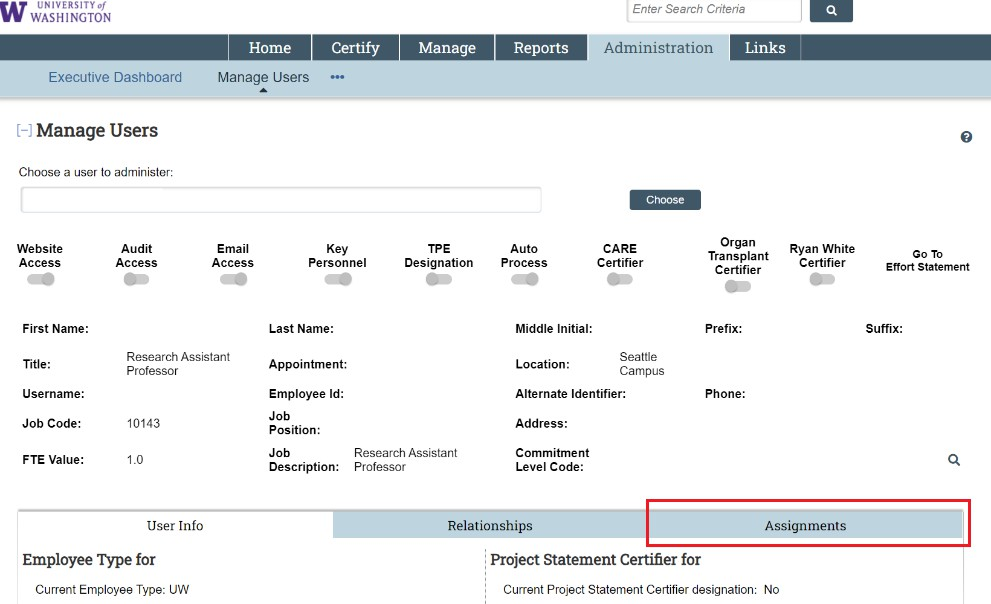 UNIVERSITY of
W WASHINGTON
Enter Search Criteria
Home Certify Manage Reports Administration Links
Executive Dashboard Manage Users •••
[−] Manage Users
?
Choose a user to administer:
Choose
Website Access Audit Access Email Access Key Personnel TPE Designation Auto Process CARE Certifier Organ Transplant Certifier Ryan White Certifier Go To Effort Statement
First Name: Last Name: Middle Initial: Prefix: Suffix:
Title: Research Assistant Professor Appointment: Location: Seattle Campus
Username: Employee Id: Alternate Identifier: Phone:
Job Code: 10143 Job Position: Address:
FTE Value: 1.0 Job Description: Research Assistant Professor Commitment Level Code:
User Info Relationships Assignments
Employee Type for Project Statement Certifier for
Current Employee Type: UW Current Project Statement Certifier designation: No